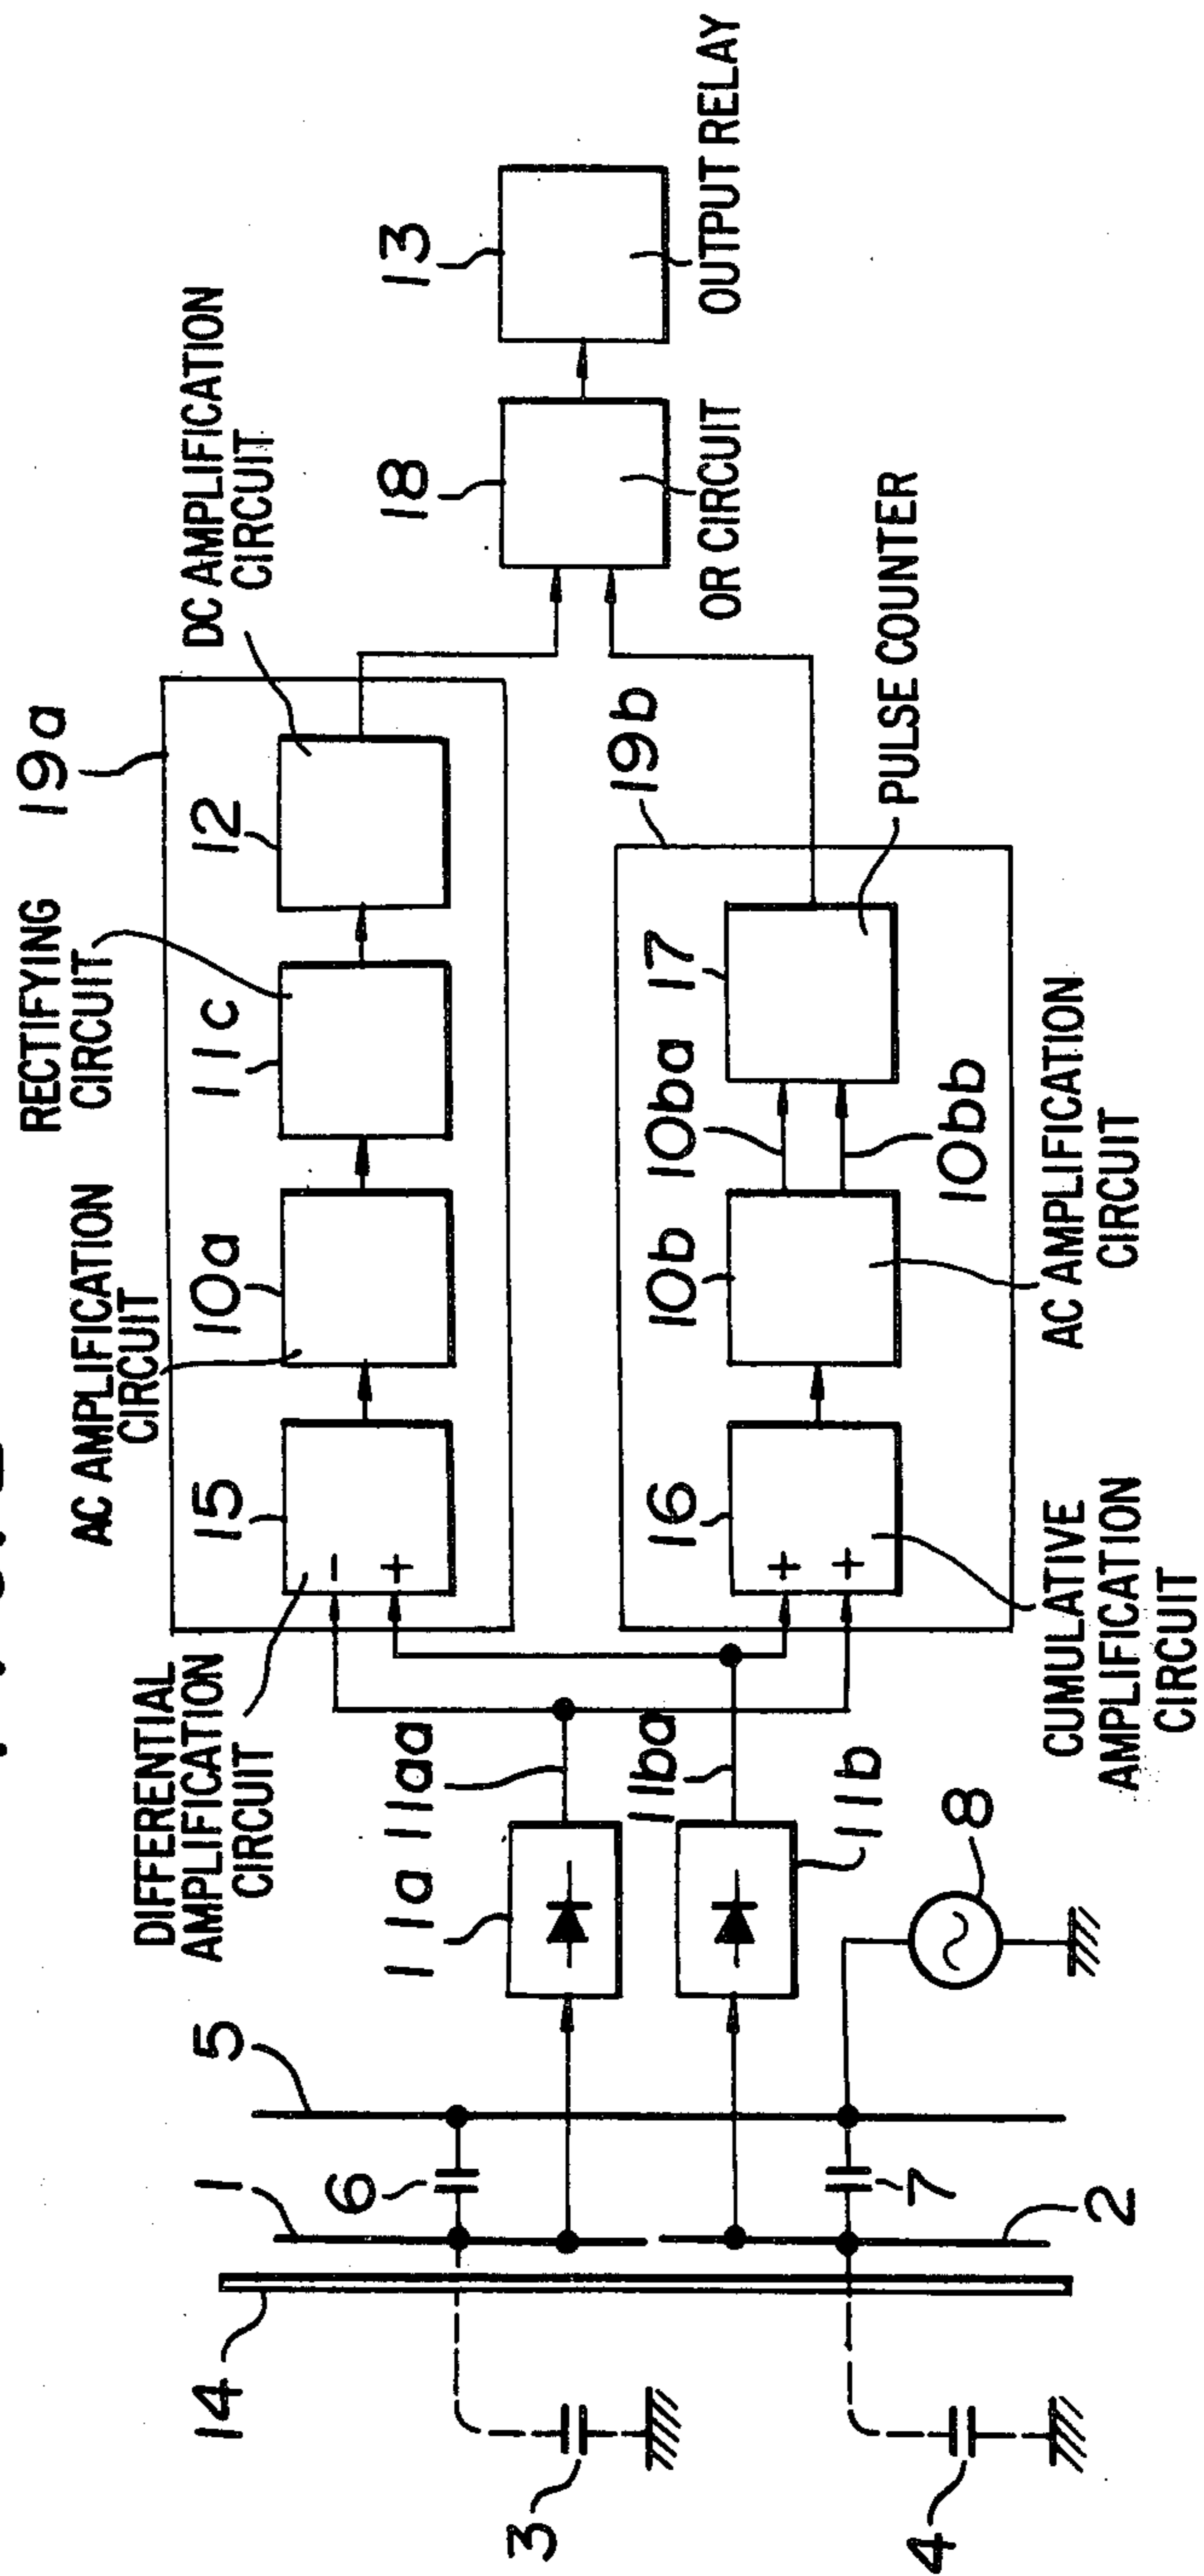 19a
RECTIFYING
CIRCUIT
DC AMPLIFICATION
CIRCUIT
AC AMPLIFICATION
CIRCUIT
DIFFERENTIAL
AMPLIFICATION
CIRCUIT
15
10a
11c
12
13
18
OUTPUT RELAY
OR CIRCUIT
-
+
19b
PULSE COUNTER
16
10b
10ba
10bb
17
+
+
AC AMPLIFICATION
CIRCUIT
CUMULATIVE
AMPLIFICATION
CIRCUIT
11a
11aa
11ba
11b
8
5
1
6
7
2
14
3
4